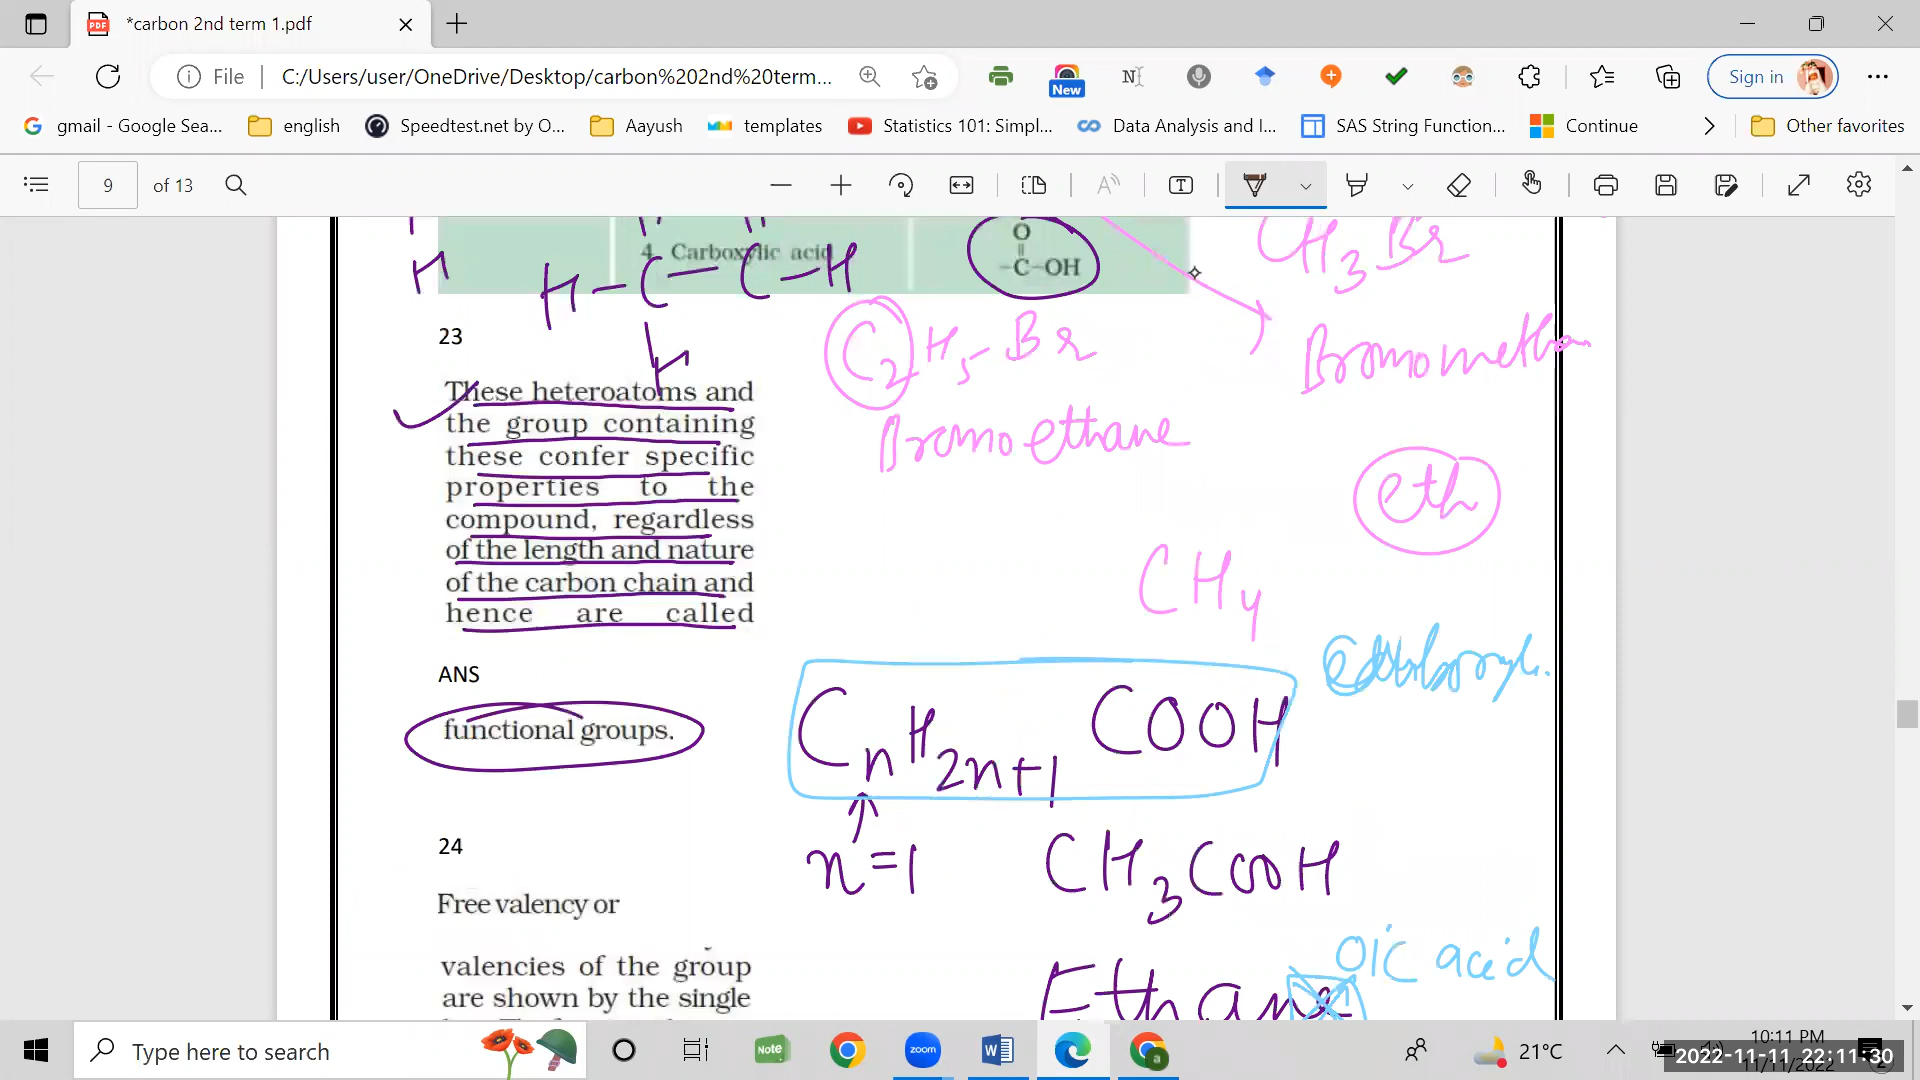 *carbon 2nd term 1.pdf
File
C:/Users/user/OneDrive/Desktop/carbon%202nd%20term...
New
Sign in
gmail - Google Sea...
english
Speedtest.net by O...
Aayush
templates
Statistics 101: Simpl...
Data Analysis and I...
SAS String Function...
Continue
Other favorites
9 of 13
4. Carboxylic acid
O
-C-OH
H
H-C-C-H
H
CH3Br
Bromometha
C2H5-Br
Bromoethane
eth
CH4
23
These heteroatoms and
the group containing
these confer specific
properties to the
compound, regardless
of the length and nature
of the carbon chain and
hence are called
ANS
functional groups.
CnH2n+1 COOH
n=1
CH3COOH
oic acid
Ethane
24
Free valency or
valencies of the group
are shown by the single
Type here to search
Note
zoom
21°C
10:11 PM
2022-11-11 22:11:30